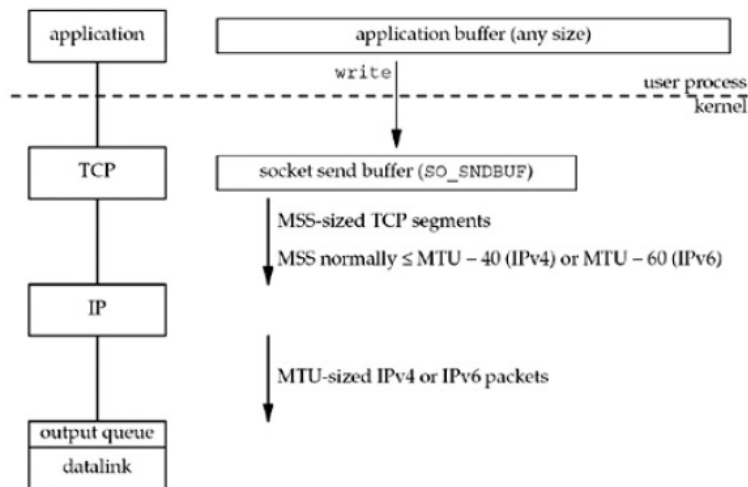 application
application buffer (any size)
write
user process
kernel
TCP
socket send buffer (SO_SNDBUF)
MSS-sized TCP segments
MSS normally ≤ MTU – 40 (IPv4) or MTU – 60 (IPv6)
IP
MTU-sized IPv4 or IPv6 packets
output queue
datalink